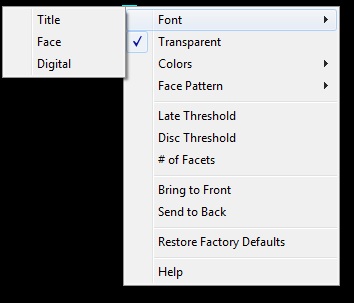 Title
Face
Digital
Font
Transparent
Colors
Face Pattern
Late Threshold
Disc Threshold
# of Facets
Bring to Front
Send to Back
Restore Factory Defaults
Help